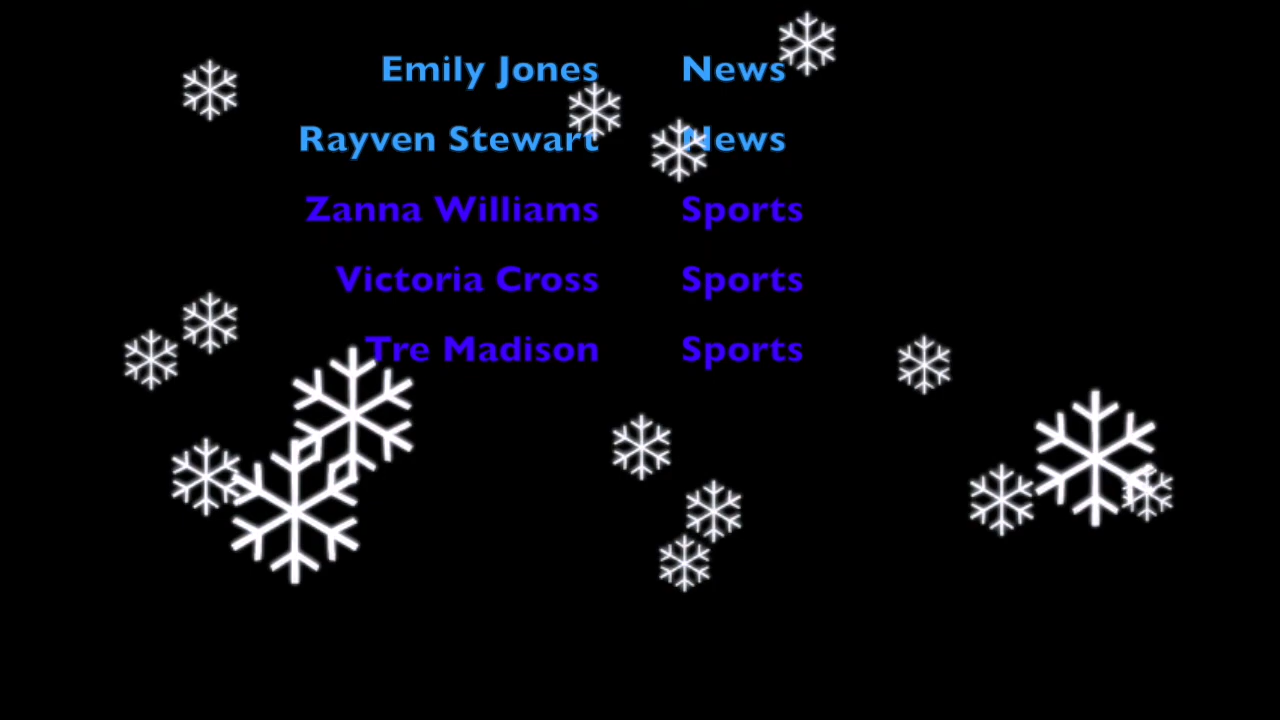 Emily Jones News
Rayven Stewart News
Zanna Williams Sports
Victoria Cross Sports
Tre Madison Sports